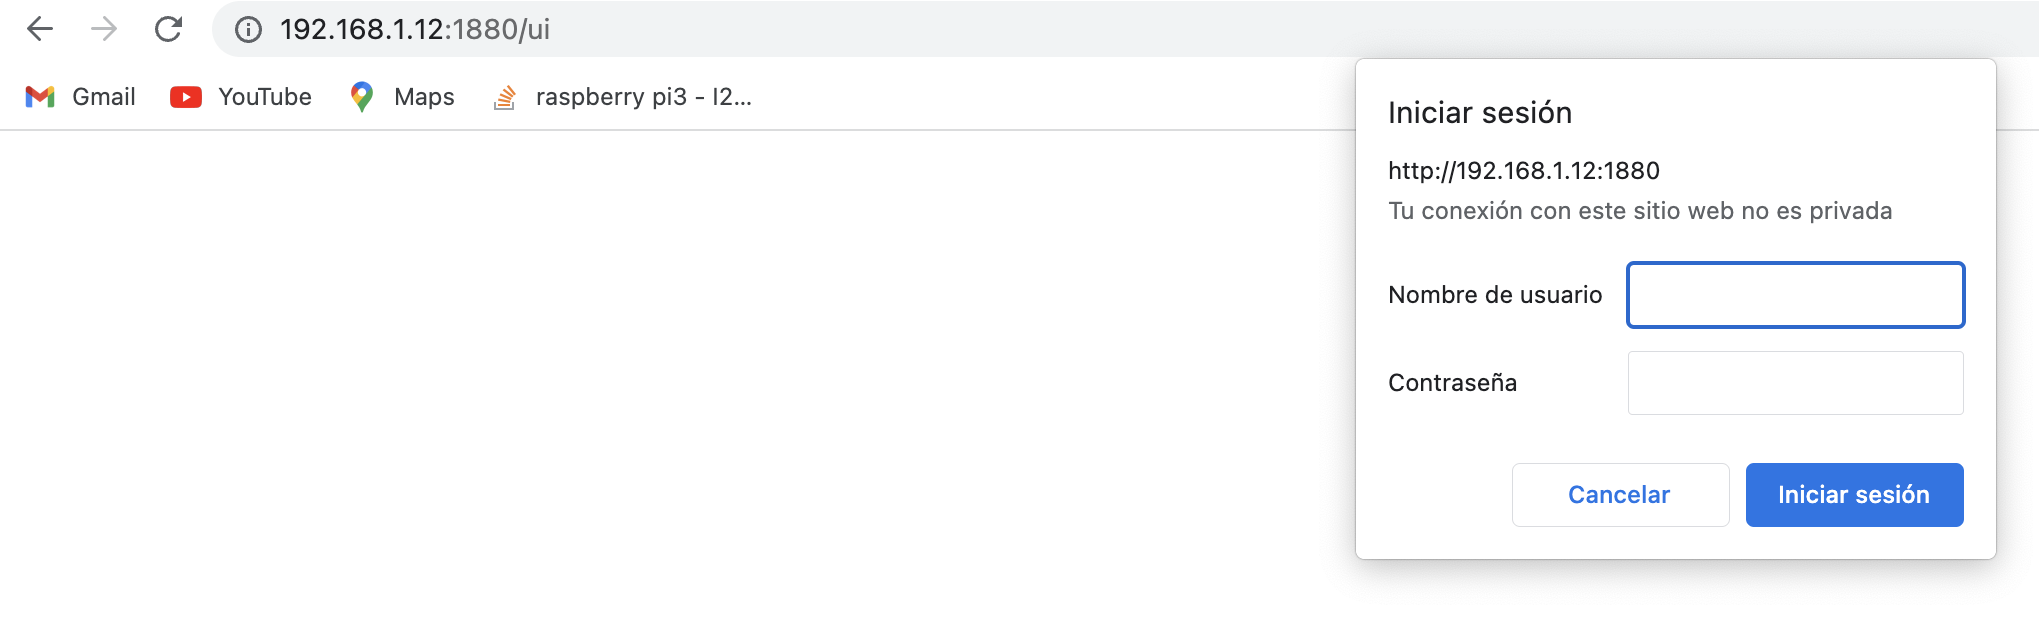 192.168.1.12:1880/ui
Gmail YouTube Maps raspberry pi3 - I2...
Iniciar sesión
http://192.168.1.12:1880
Tu conexión con este sitio web no es privada
Nombre de usuario
Contraseña
Cancelar Iniciar sesión